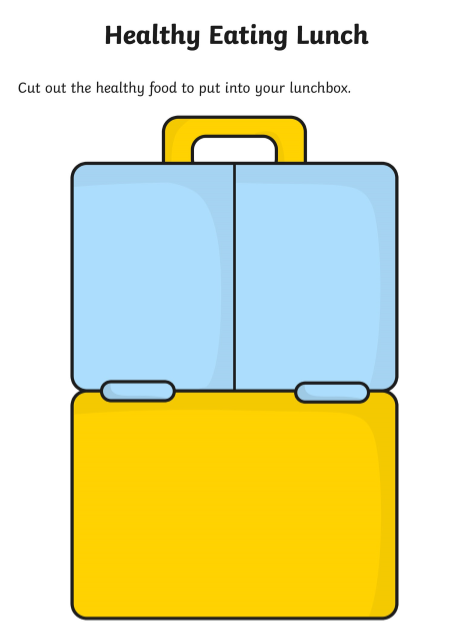 Healthy Eating Lunch
Cut out the healthy food to put into your lunchbox.